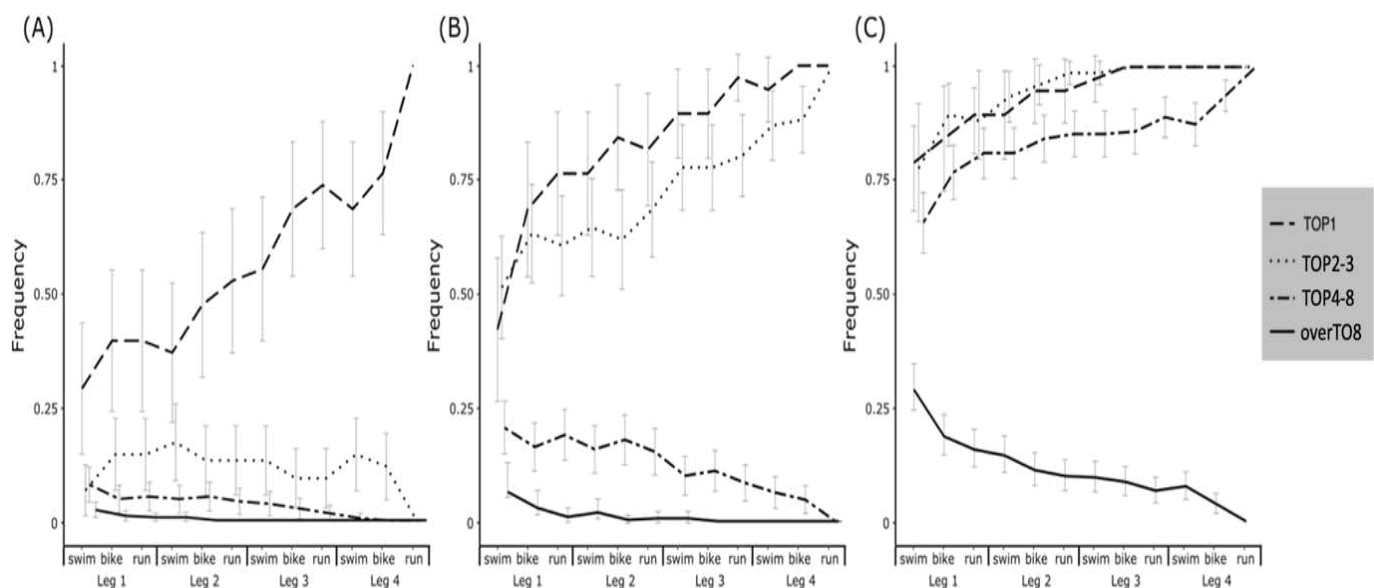 (A)
1
0.75
0.50
0.25
0
Frequency
swim bike run swim bike run swim bike run swim bike run
Leg 1 Leg 2 Leg 3 Leg 4
(B)
1
0.75
0.50
0.25
0
Frequency
swim bike run swim bike run swim bike run swim bike run
Leg 1 Leg 2 Leg 3 Leg 4
(C)
1
0.75
0.50
0.25
0
Frequency
swim bike run swim bike run swim bike run swim bike run
Leg 1 Leg 2 Leg 3 Leg 4
TOP1
TOP2-3
TOP4-8
overTO8